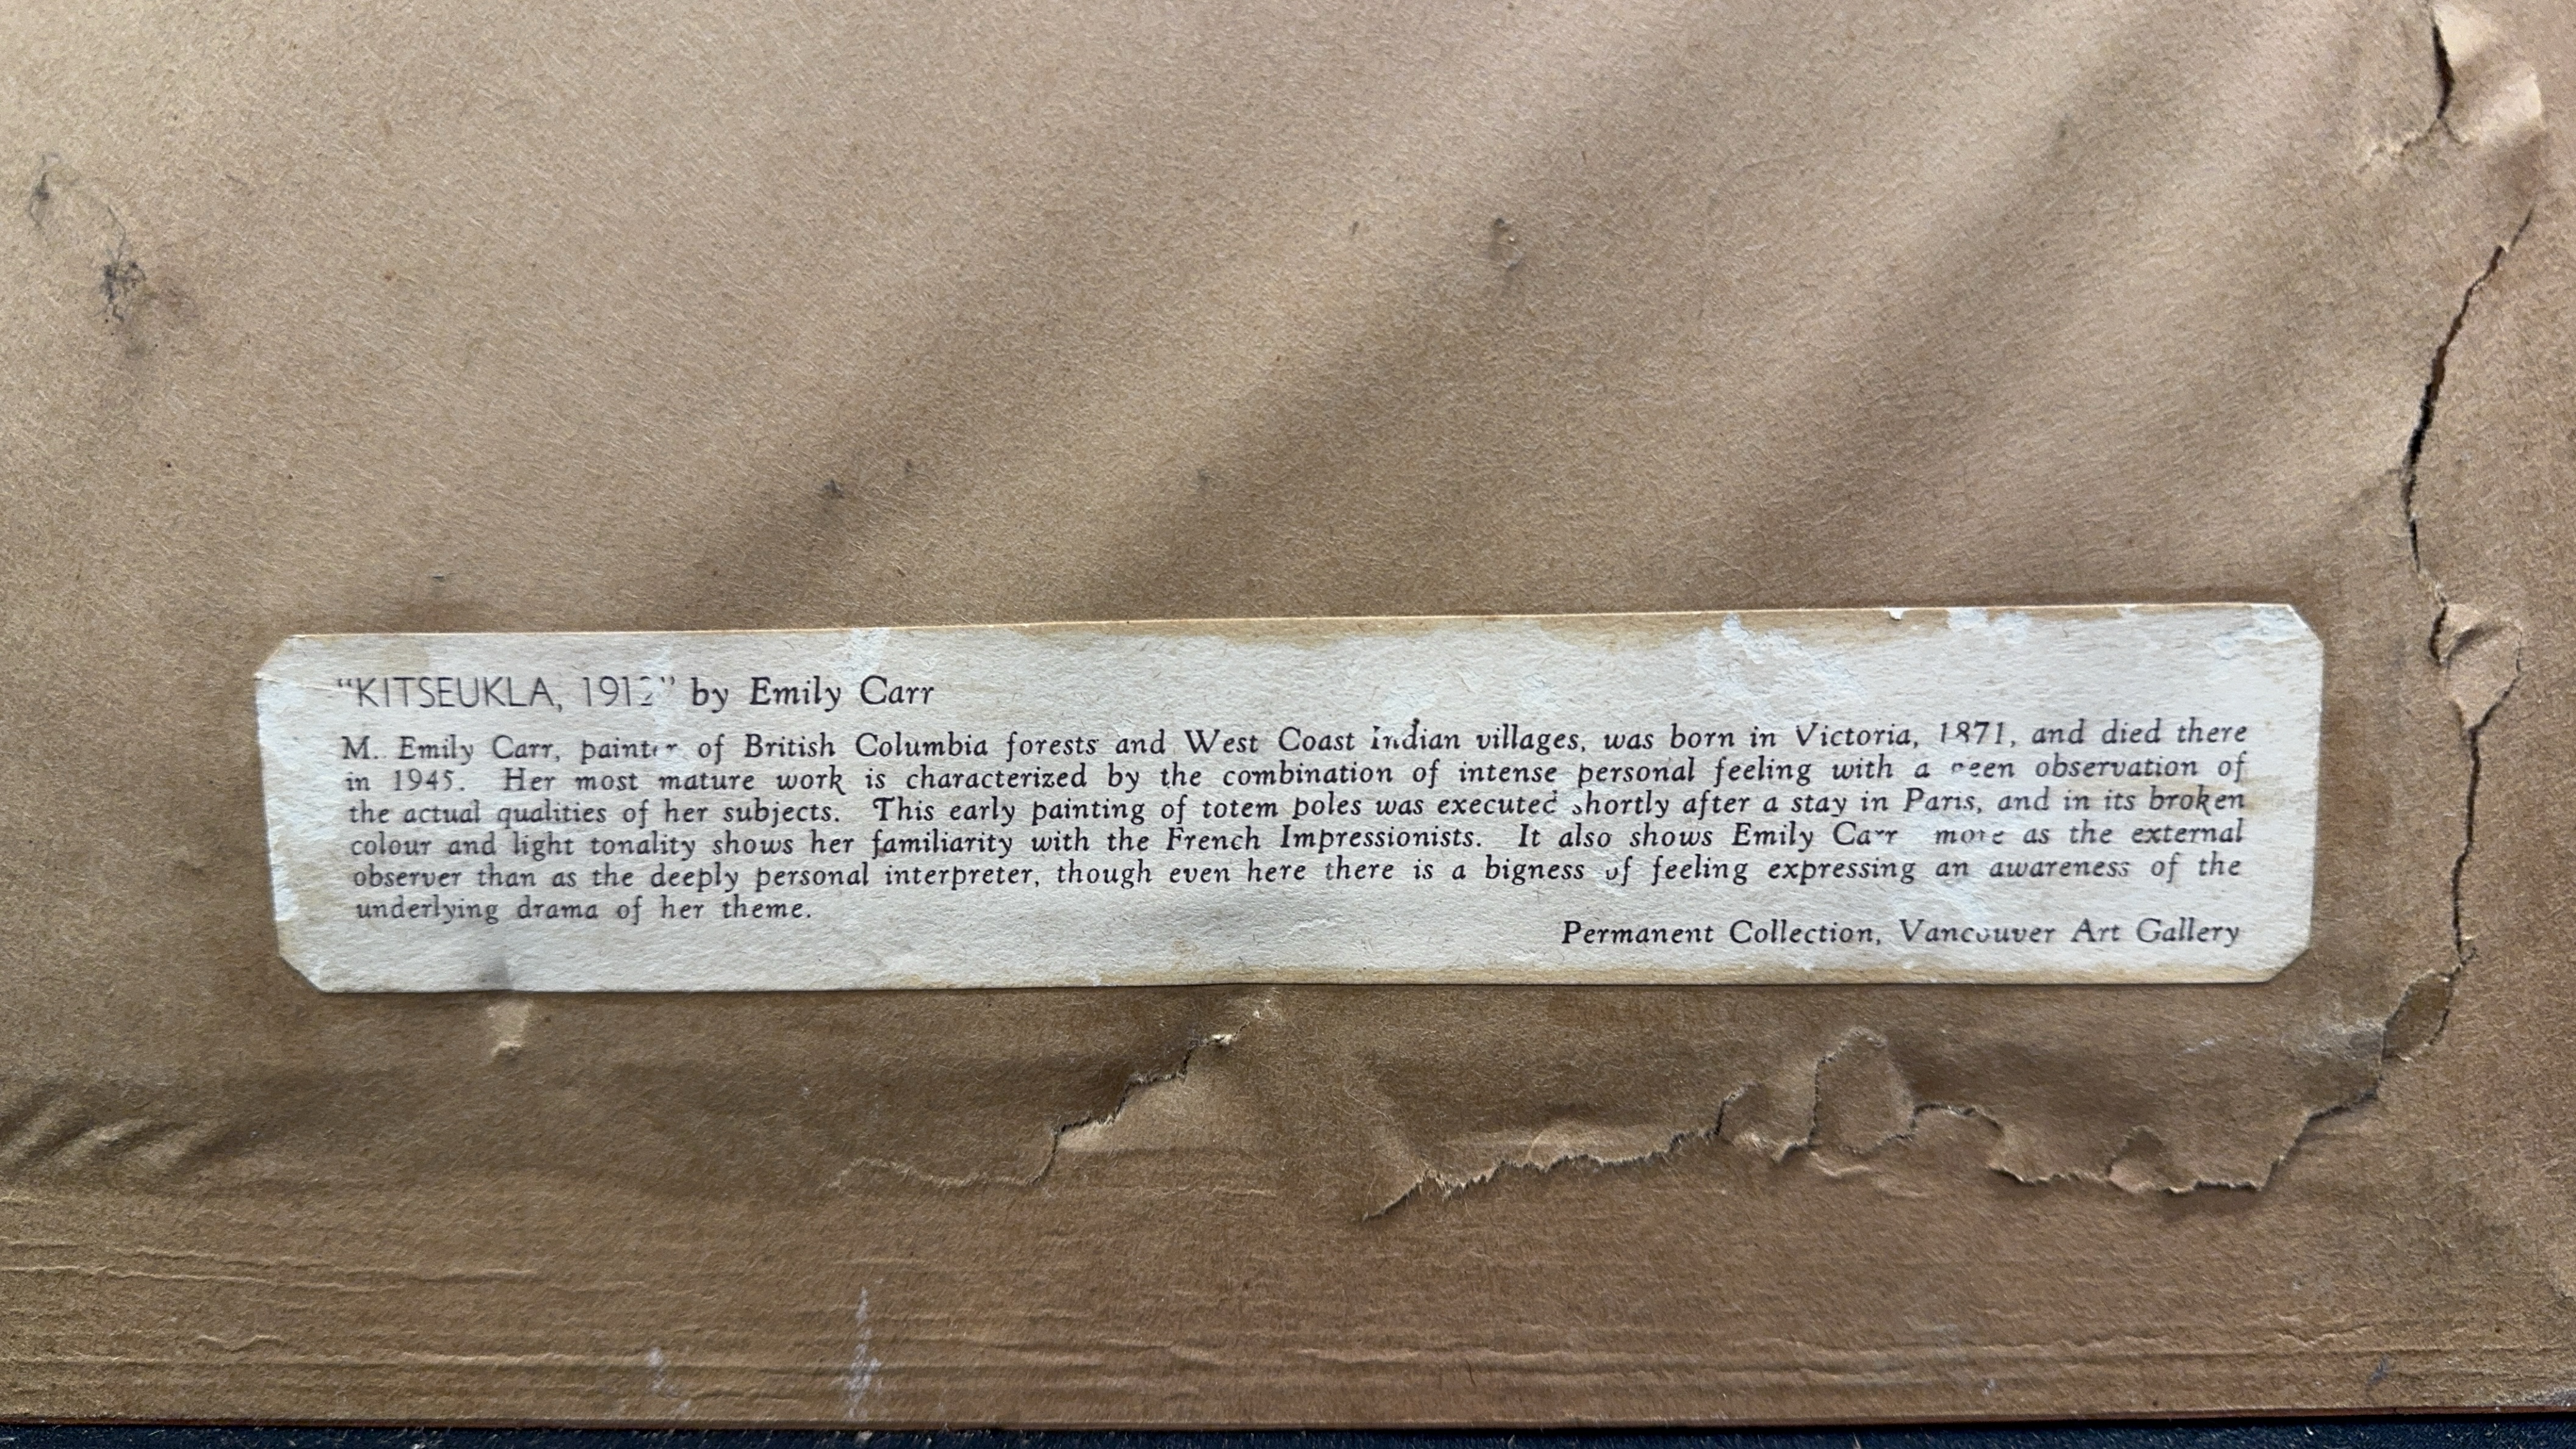 "KITSEUKLA, 1912" by Emily Carr
M. Emily Carr, painter of British Columbia forests and West Coast Indian villages, was born in Victoria, 1871, and died there
in 1945. Her most mature work is characterized by the combination of intense personal feeling with a observation of
the actual qualities of her subjects. This early painting of totem poles was executed shortly after a stay in Paris, and in its broken
colour and light tonality shows her familiarity with the French Impressionists. It also shows Emily Carr more as the external
observer than as the deeply personal interpreter, though even here there is a bigness of feeling expressing an awareness of the
underlying drama of her theme.
Permanent Collection, Vancouver Art Gallery